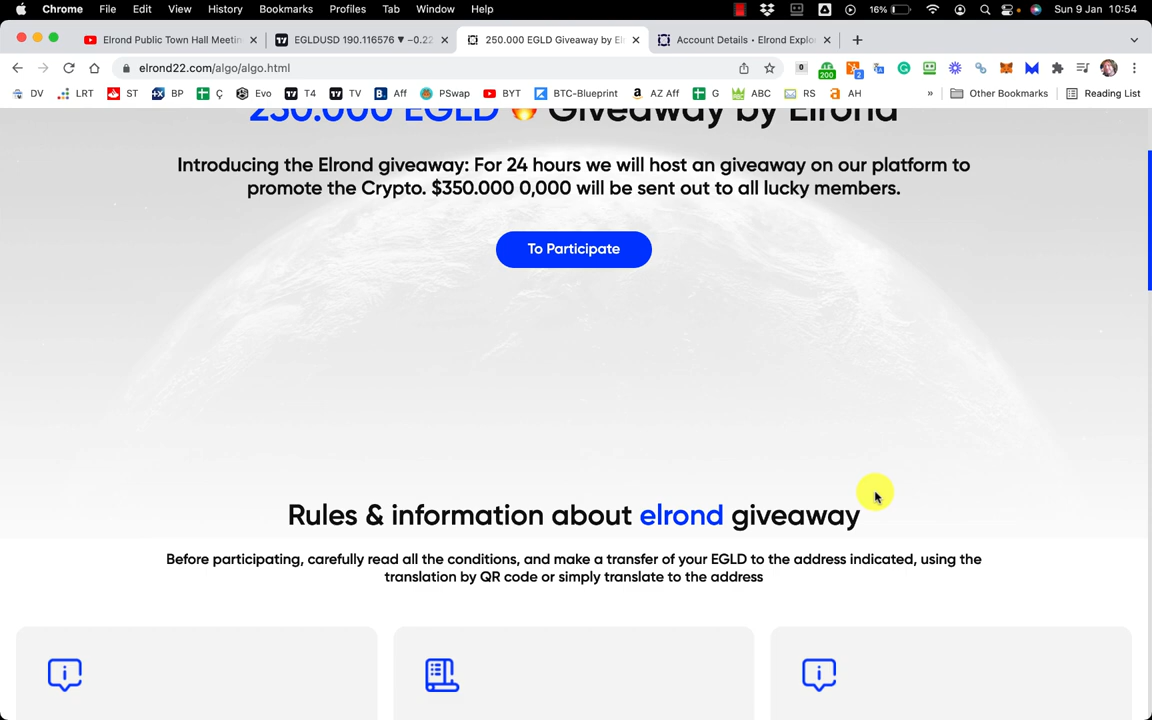 Chrome File Edit View History Bookmarks Profiles Tab Window Help 16% Sun 9 Jan 10:54
Elrond Public Town Hall Meetin EGLDUSD 190.116576 ▼ −0.22 250.000 EGLD Giveaway by El Account Details • Elrond Explo
elrond22.com/algo/algo.html 0 200 2
DV LRT ST BP Ç Evo T4 TV Aff PSwap BYT BTC-Blueprint AZ Aff G ABC RS AH » Other Bookmarks Reading List
250.000 EGLD 🔥 Giveaway by Elrond
Introducing the Elrond giveaway: For 24 hours we will host an giveaway on our platform to
promote the Crypto. $350.000 0,000 will be sent out to all lucky members.
To Participate
Rules & information about elrond giveaway
Before participating, carefully read all the conditions, and make a transfer of your EGLD to the address indicated, using the
translation by QR code or simply translate to the address